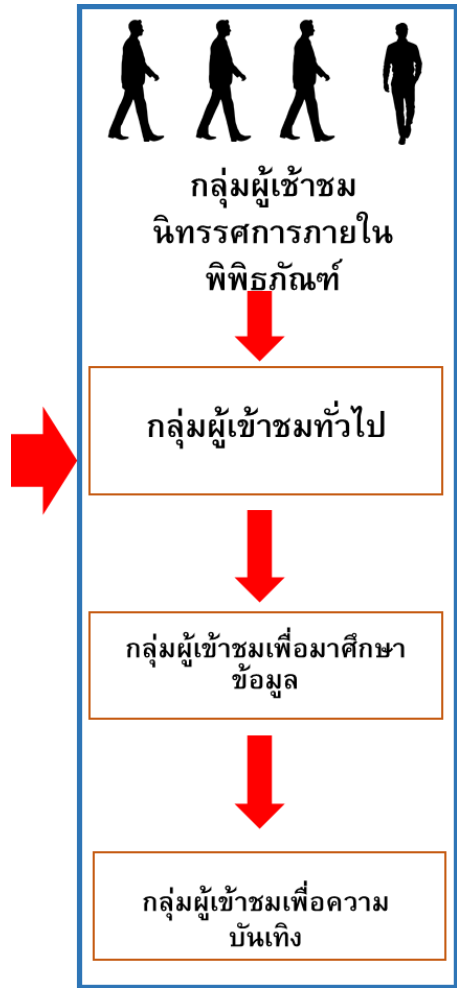 กลุ่มผู้เช้าชม
นิทรรศการภายใน
พิพิธภัณฑ์
กลุ่มผู้เข้าชมทั่วไป
กลุ่มผู้เข้าชมเพื่อมาศึกษา
ข้อมูล
กลุ่มผู้เข้าชมเพื่อความ
บันเทิง